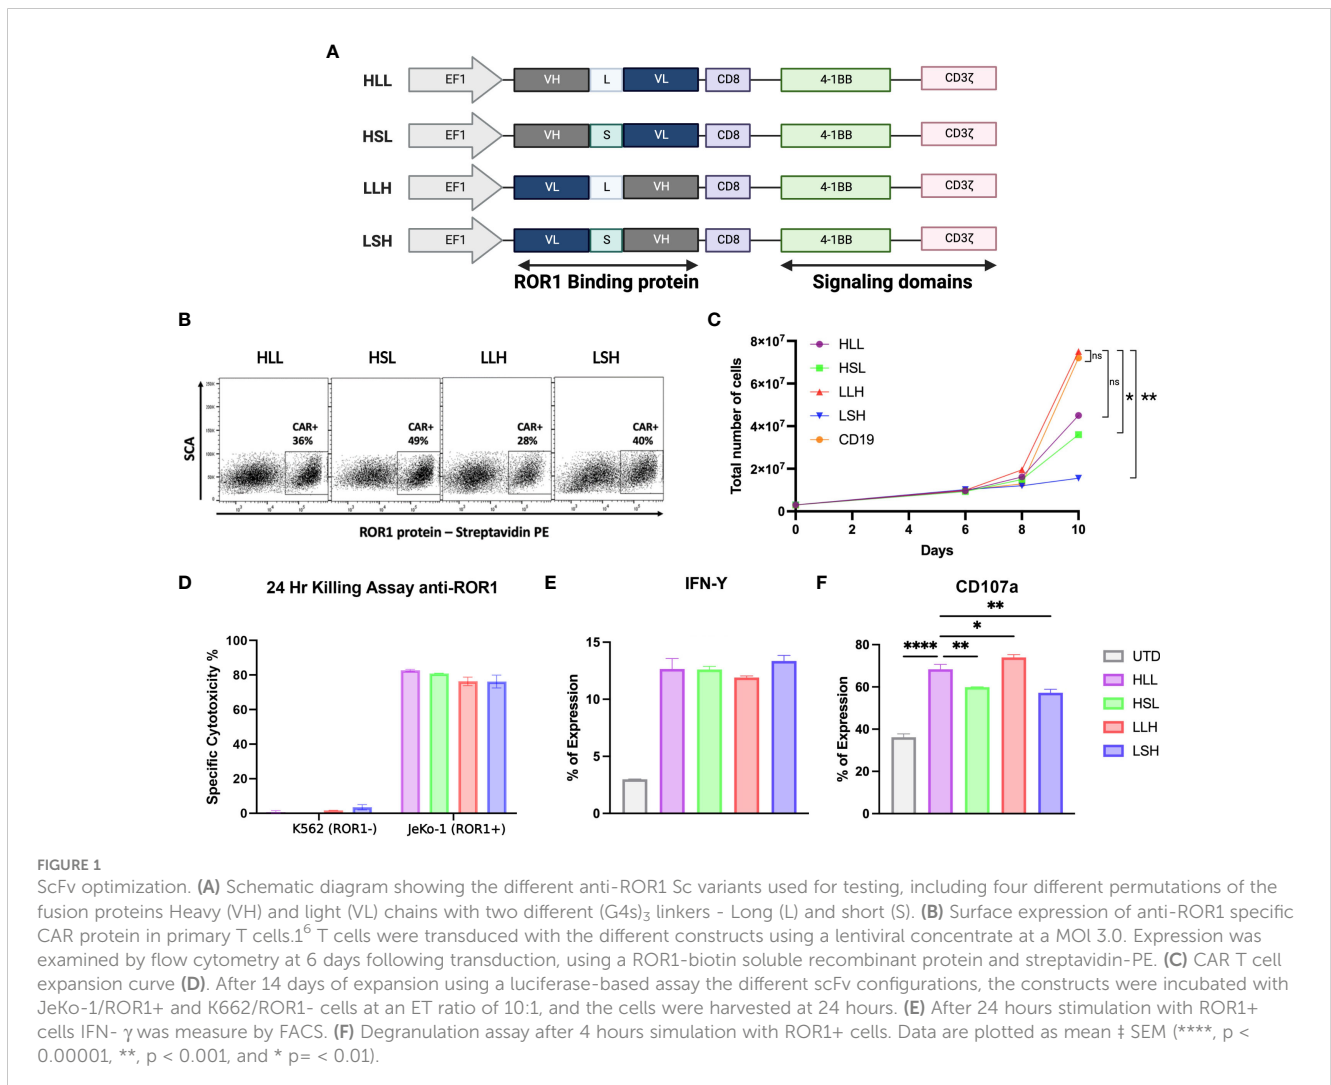 A
HLL EF1 VH L VL CD8 4-1BB CD3ζ
HSL EF1 VH S VL CD8 4-1BB CD3ζ
LLH EF1 VL L VH CD8 4-1BB CD3ζ
LSH EF1 VL S VH CD8 4-1BB CD3ζ
ROR1 Binding protein Signaling domains
B
HLL HSL LLH LSH
SCA
CAR+ 36%
CAR+ 49%
CAR+ 28%
CAR+ 40%
ROR1 protein – Streptavidin PE
C
Total number of cells
8×10⁷
6×10⁷
4×10⁷
2×10⁷
0
0 2 4 6 8 10
Days
HLL
HSL
LLH
LSH
CD19
ns
ns
*
**
D
24 Hr Killing Assay anti-ROR1
Specific Cytotoxicity %
100
80
60
40
20
0
K562 (ROR1-) JeKo-1 (ROR1+)
E
IFN-Y
% of Expression
15
10
5
0
F
CD107a
% of Expression
80
60
40
20
0
**
*
**** **
UTD
HLL
HSL
LLH
LSH
FIGURE 1
ScFv optimization. (A) Schematic diagram showing the different anti-ROR1 Sc variants used for testing, including four different permutations of the
fusion proteins Heavy (VH) and light (VL) chains with two different (G4s)₃ linkers - Long (L) and short (S). (B) Surface expression of anti-ROR1 specific
CAR protein in primary T cells.1⁶ T cells were transduced with the different constructs using a lentiviral concentrate at a MOI 3.0. Expression was
examined by flow cytometry at 6 days following transduction, using a ROR1-biotin soluble recombinant protein and streptavidin-PE. (C) CAR T cell
expansion curve (D). After 14 days of expansion using a luciferase-based assay the different scFv configurations, the constructs were incubated with
JeKo-1/ROR1+ and K662/ROR1- cells at an ET ratio of 10:1, and the cells were harvested at 24 hours. (E) After 24 hours stimulation with ROR1+
cells IFN- γ was measure by FACS. (F) Degranulation assay after 4 hours simulation with ROR1+ cells. Data are plotted as mean ‡ SEM (****, p <
0.00001, **, p < 0.001, and * p= < 0.01).